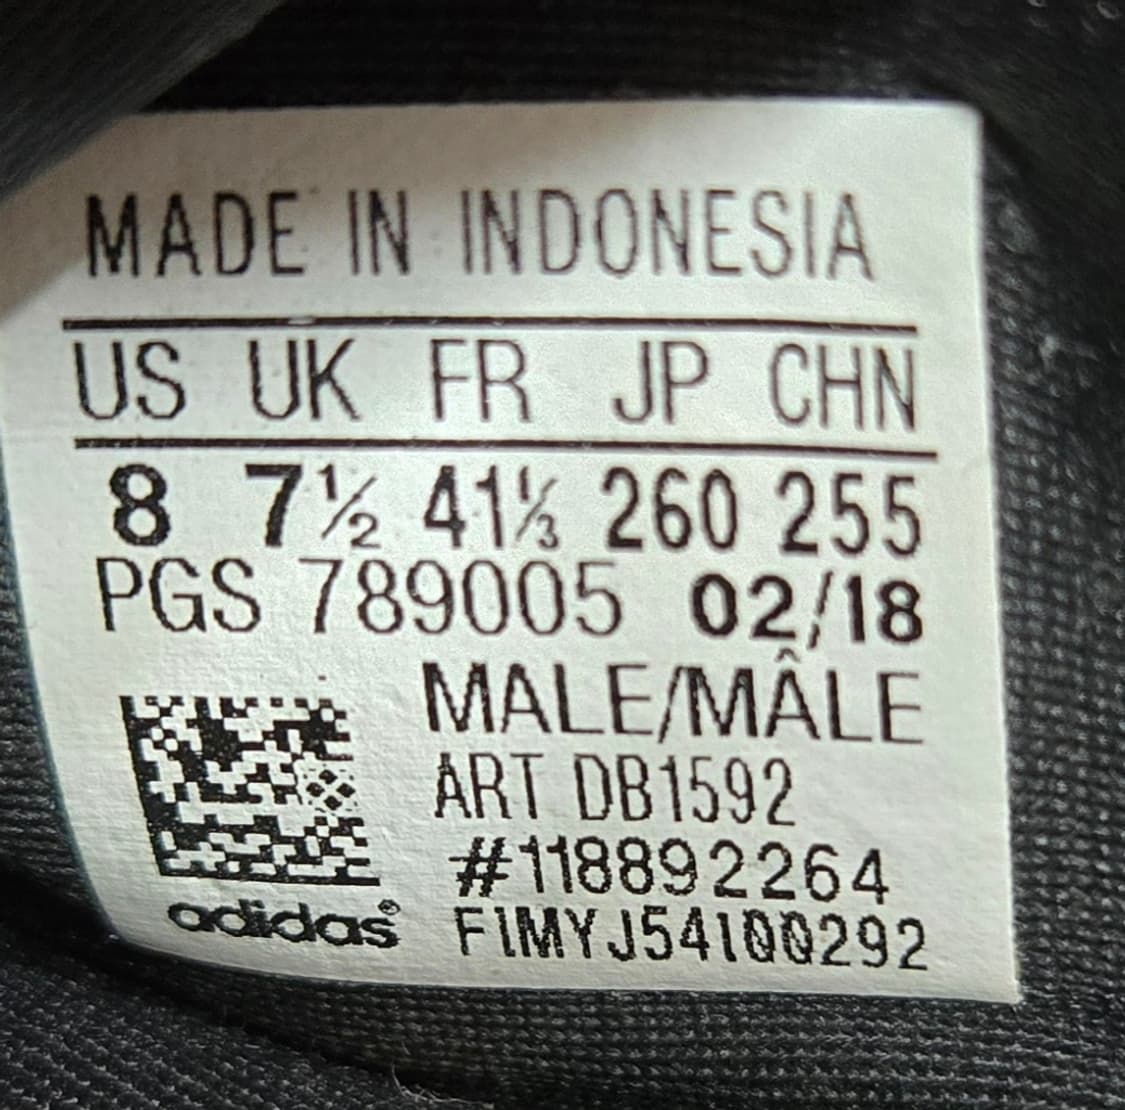 MADE IN INDONESIA
US UK FR JP CHN
8 7½ 41⅓ 260 255
PGS 789005 02/18
MALE/MÂLE
ART DB1592
#118892264
adidas®
F1MYJ54100292